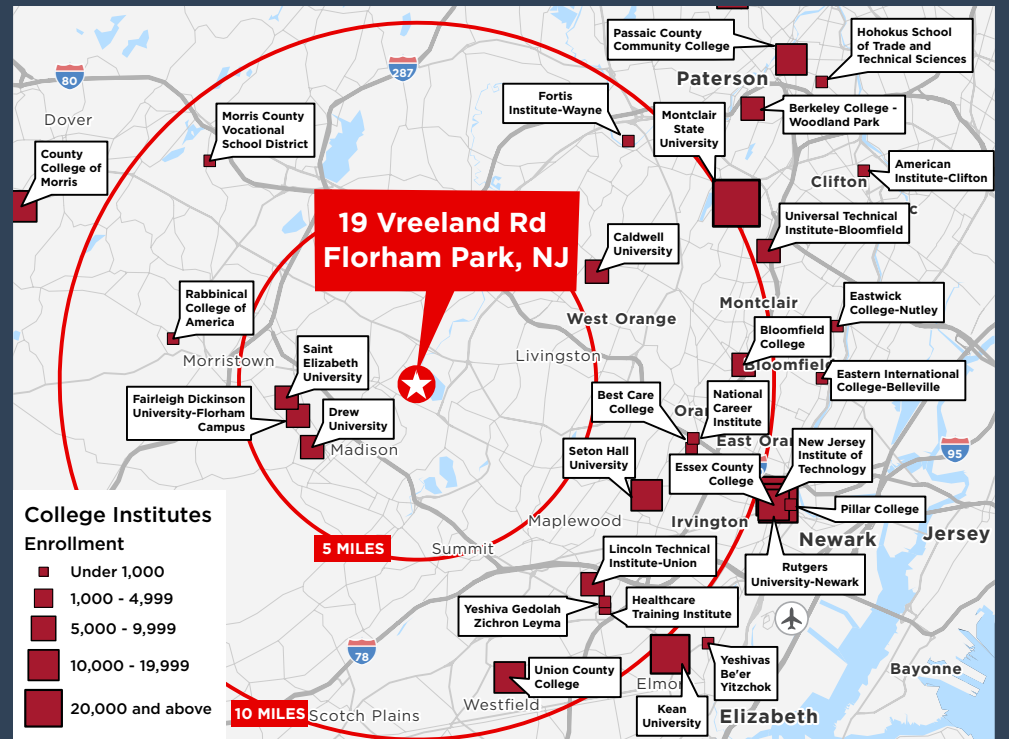 Passaic County
Community College
Hohokus School
of Trade and
Technical Sciences
80
287
Paterson
Fortis
Institute-Wayne
Montclair
State
University
Berkeley College -
Woodland Park
Dover
Morris County
Vocational
School District
County
College of
Morris
American
Institute-Clifton
Clifton
c
19 Vreeland Rd
Florham Park, NJ
Universal Technical
Institute-Bloomfield
Caldwell
University
Rabbinical
College of
America
Montclair
Eastwick
College-Nutley
West Orange
Bloomfield
College
Bloomfield
Morristown
Saint
Elizabeth
University
Livingston
Eastern International
College-Belleville
Fairleigh Dickinson
University-Florham
Campus
Drew
University
Best Care
College
National
Career
Institute
Oran
East Oran
Madison
Seton Hall
University
Essex County
College
New Jersey
Institute of
Technology
95
Pillar College
College Institutes
Enrollment
Under 1,000
1,000 - 4,999
5,000 - 9,999
10,000 - 19,999
20,000 and above
5 MILES
Summit
Maplewood
Irvington
Newark
Jersey
Lincoln Technical
Institute-Union
Rutgers
University-Newark
Yeshiva Gedolah
Zichron Leyma
Healthcare
Training Institute
78
Union County
College
Westfield
Elmor
Kean
University
Yeshivas
Be'er
Yitzchok
Bayonne
10 MILES
Scotch Plains
Elizabeth